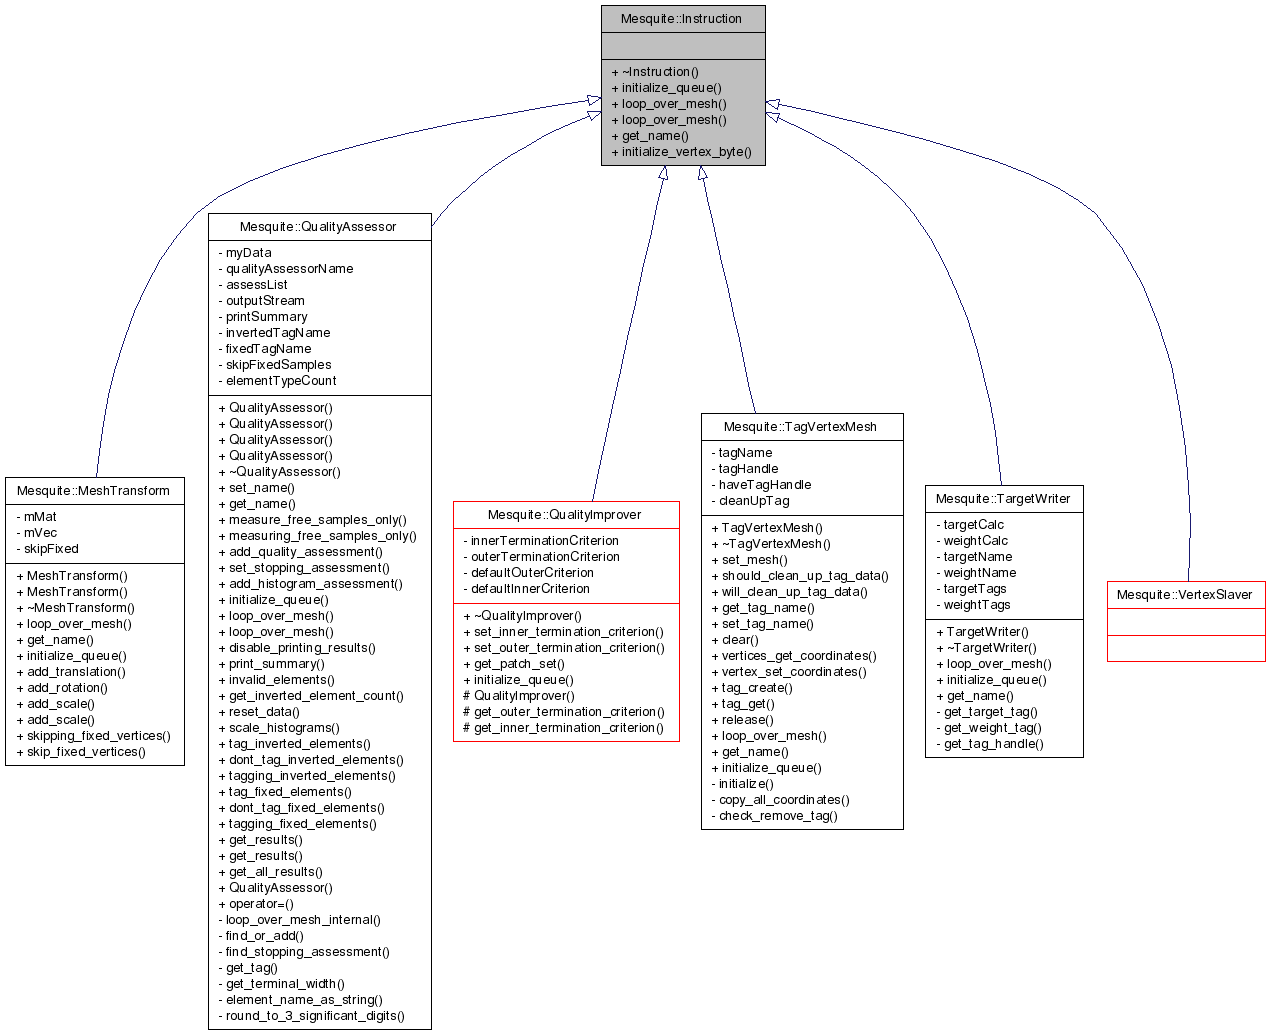 Mesquite::Instruction
+ ~Instruction()
+ initialize_queue()
+ loop_over_mesh()
+ loop_over_mesh()
+ get_name()
+ initialize_vertex_byte()
Mesquite::MeshTransform
- mMat
- mVec
- skipFixed
+ MeshTransform()
+ MeshTransform()
+ ~MeshTransform()
+ loop_over_mesh()
+ get_name()
+ initialize_queue()
+ add_translation()
+ add_rotation()
+ add_scale()
+ add_scale()
+ skipping_fixed_vertices()
+ skip_fixed_vertices()
Mesquite::QualityAssessor
- myData
- qualityAssessorName
- assessList
- outputStream
- printSummary
- invertedTagName
- fixedTagName
- skipFixedSamples
- elementTypeCount
+ QualityAssessor()
+ QualityAssessor()
+ QualityAssessor()
+ QualityAssessor()
+ ~QualityAssessor()
+ set_name()
+ get_name()
+ measure_free_samples_only()
+ measuring_free_samples_only()
+ add_quality_assessment()
+ set_stopping_assessment()
+ add_histogram_assessment()
+ initialize_queue()
+ loop_over_mesh()
+ loop_over_mesh()
+ disable_printing_results()
+ print_summary()
+ invalid_elements()
+ get_inverted_element_count()
+ reset_data()
+ scale_histograms()
+ tag_inverted_elements()
+ dont_tag_inverted_elements()
+ tagging_inverted_elements()
+ tag_fixed_elements()
+ dont_tag_fixed_elements()
+ tagging_fixed_elements()
+ get_results()
+ get_results()
+ get_all_results()
+ QualityAssessor()
+ operator=()
- loop_over_mesh_internal()
- find_or_add()
- find_stopping_assessment()
- get_tag()
- get_terminal_width()
- element_name_as_string()
- round_to_3_significant_digits()
Mesquite::QualityImprover
- innerTerminationCriterion
- outerTerminationCriterion
- defaultOuterCriterion
- defaultInnerCriterion
+ ~QualityImprover()
+ set_inner_termination_criterion()
+ set_outer_termination_criterion()
+ get_patch_set()
+ initialize_queue()
# QualityImprover()
# get_outer_termination_criterion()
# get_inner_termination_criterion()
Mesquite::TagVertexMesh
- tagName
- tagHandle
- haveTagHandle
- cleanUpTag
+ TagVertexMesh()
+ ~TagVertexMesh()
+ set_mesh()
+ should_clean_up_tag_data()
+ will_clean_up_tag_data()
+ get_tag_name()
+ set_tag_name()
+ clear()
+ vertices_get_coordinates()
+ vertex_set_coordinates()
+ tag_create()
+ tag_get()
+ release()
+ loop_over_mesh()
+ get_name()
+ initialize_queue()
- initialize()
- copy_all_coordinates()
- check_remove_tag()
Mesquite::TargetWriter
- targetCalc
- weightCalc
- targetName
- weightName
- targetTags
- weightTags
+ TargetWriter()
+ ~TargetWriter()
+ loop_over_mesh()
+ initialize_queue()
+ get_name()
- get_target_tag()
- get_weight_tag()
- get_tag_handle()
Mesquite::VertexSlaver